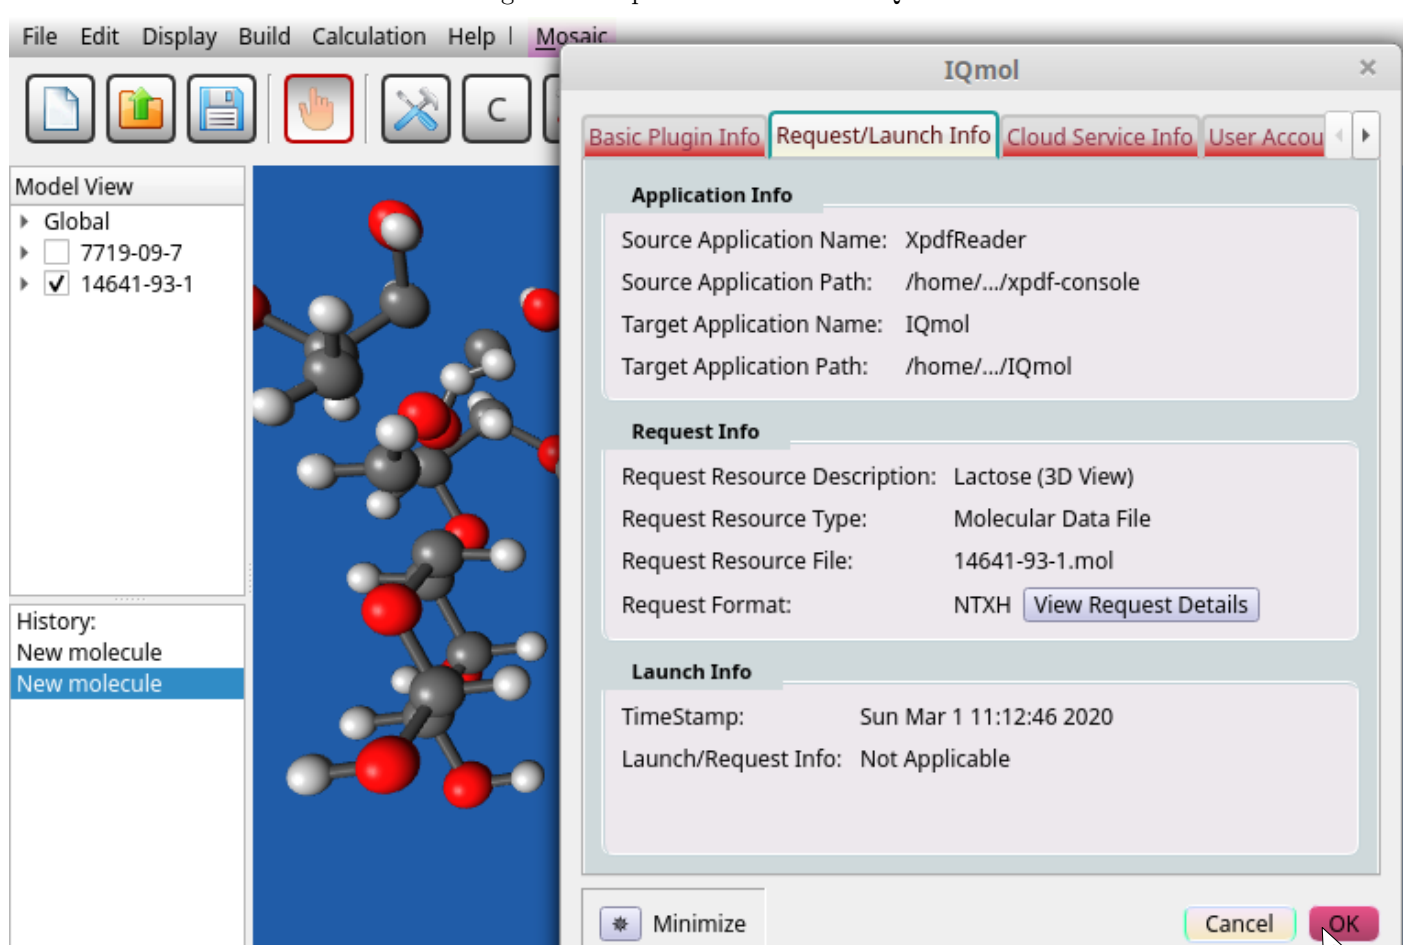 File Edit Display Build Calculation Help | Mosaic
IQmol
C
Basic Plugin Info Request/Launch Info Cloud Service Info User Accou
Model View
Global
7719-09-7
14641-93-1
History:
New molecule
New molecule
Application Info
Source Application Name: XpdfReader
Source Application Path: /home/.../xpdf-console
Target Application Name: IQmol
Target Application Path: /home/.../IQmol
Request Info
Request Resource Description: Lactose (3D View)
Request Resource Type: Molecular Data File
Request Resource File: 14641-93-1.mol
Request Format: NTXH View Request Details
Launch Info
TimeStamp: Sun Mar 1 11:12:46 2020
Launch/Request Info: Not Applicable
Minimize Cancel OK